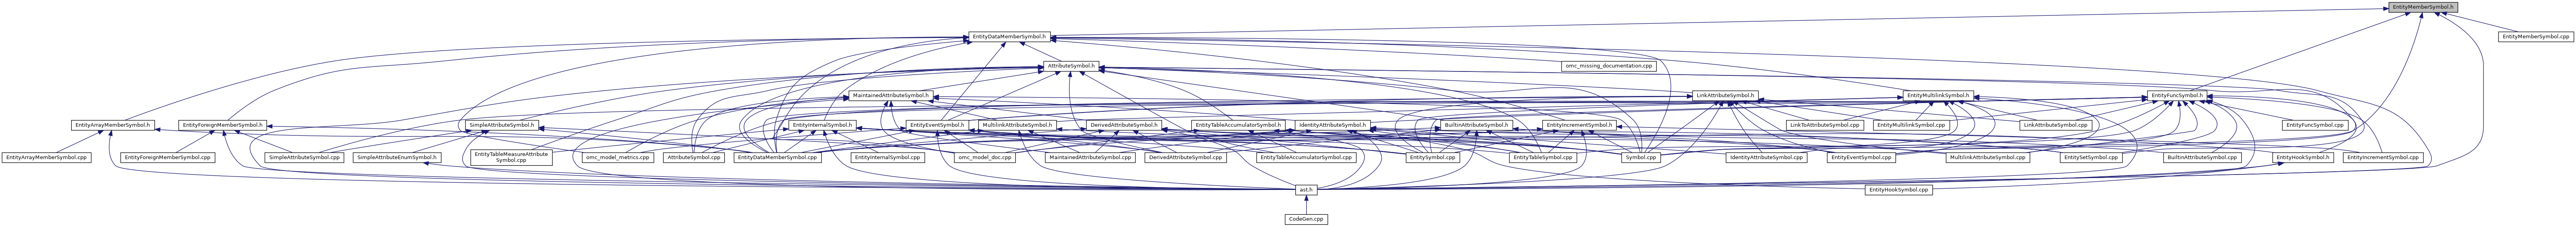 EntityMemberSymbol.h
EntityDataMemberSymbol.h
EntityMemberSymbol.cpp
AttributeSymbol.h
omc_missing_documentation.cpp
MaintainedAttributeSymbol.h
LinkAttributeSymbol.h
EntityMultilinkSymbol.h
EntityFuncSymbol.h
EntityArrayMemberSymbol.h
EntityForeignMemberSymbol.h
SimpleAttributeSymbol.h
EntityInternalSymbol.h
EntityEventSymbol.h
MultilinkAttributeSymbol.h
DerivedAttributeSymbol.h
EntityTableAccumulatorSymbol.h
IdentityAttributeSymbol.h
BuiltinAttributeSymbol.h
EntityIncrementSymbol.h
LinkToAttributeSymbol.cpp
EntityMultilinkSymbol.cpp
LinkAttributeSymbol.cpp
EntityFuncSymbol.cpp
EntityArrayMemberSymbol.cpp
EntityForeignMemberSymbol.cpp
SimpleAttributeSymbol.cpp
SimpleAttributeEnumSymbol.h
EntityTableMeasureAttribute
Symbol.cpp
omc_model_metrics.cpp
AttributeSymbol.cpp
EntityDataMemberSymbol.cpp
EntityInternalSymbol.cpp
omc_model_doc.cpp
MaintainedAttributeSymbol.cpp
DerivedAttributeSymbol.cpp
EntityTableAccumulatorSymbol.cpp
EntitySymbol.cpp
EntityTableSymbol.cpp
Symbol.cpp
IdentityAttributeSymbol.cpp
EntityEventSymbol.cpp
MultilinkAttributeSymbol.cpp
EntitySetSymbol.cpp
BuiltinAttributeSymbol.cpp
EntityHookSymbol.h
EntityIncrementSymbol.cpp
ast.h
EntityHookSymbol.cpp
CodeGen.cpp